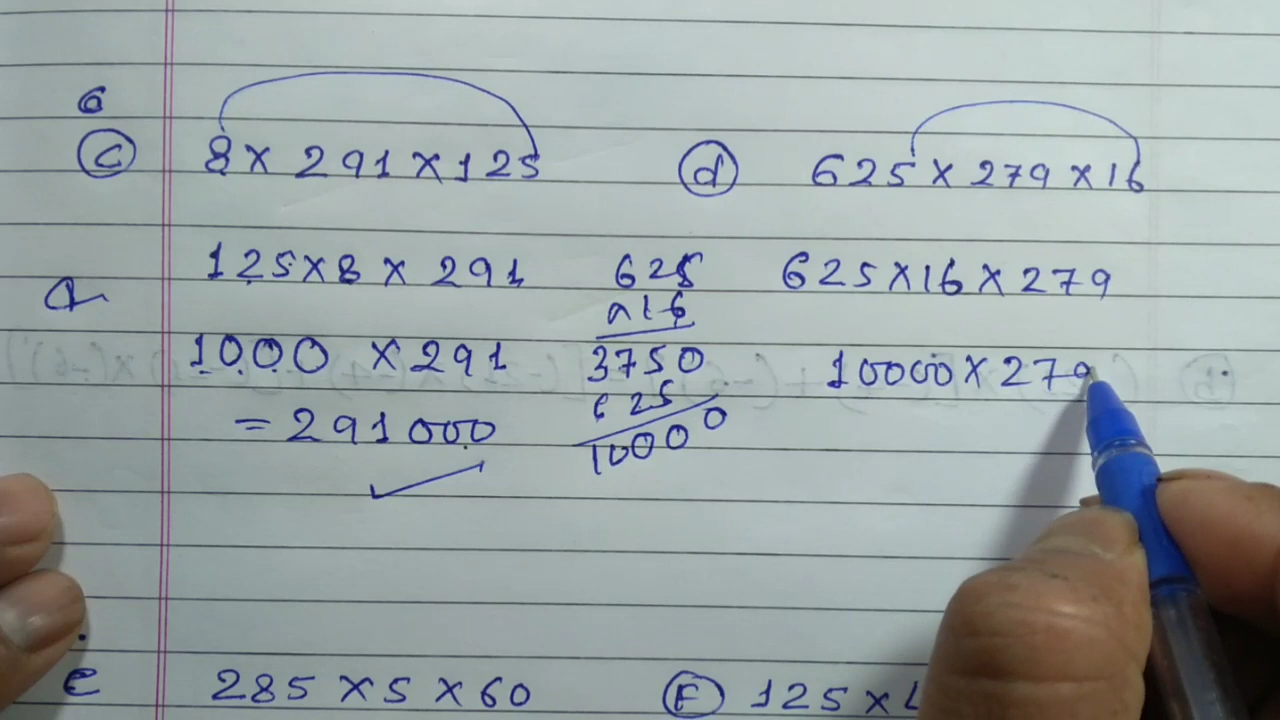 6
(c) 8 × 291 × 125
(d) 625 × 279 × 16
125 × 8 × 291
625 × 16 × 279
625
×16
3750
625
10000
1000 × 291
10000 × 279
= 291000
e 285 × 5 × 60
(F) 125 ×